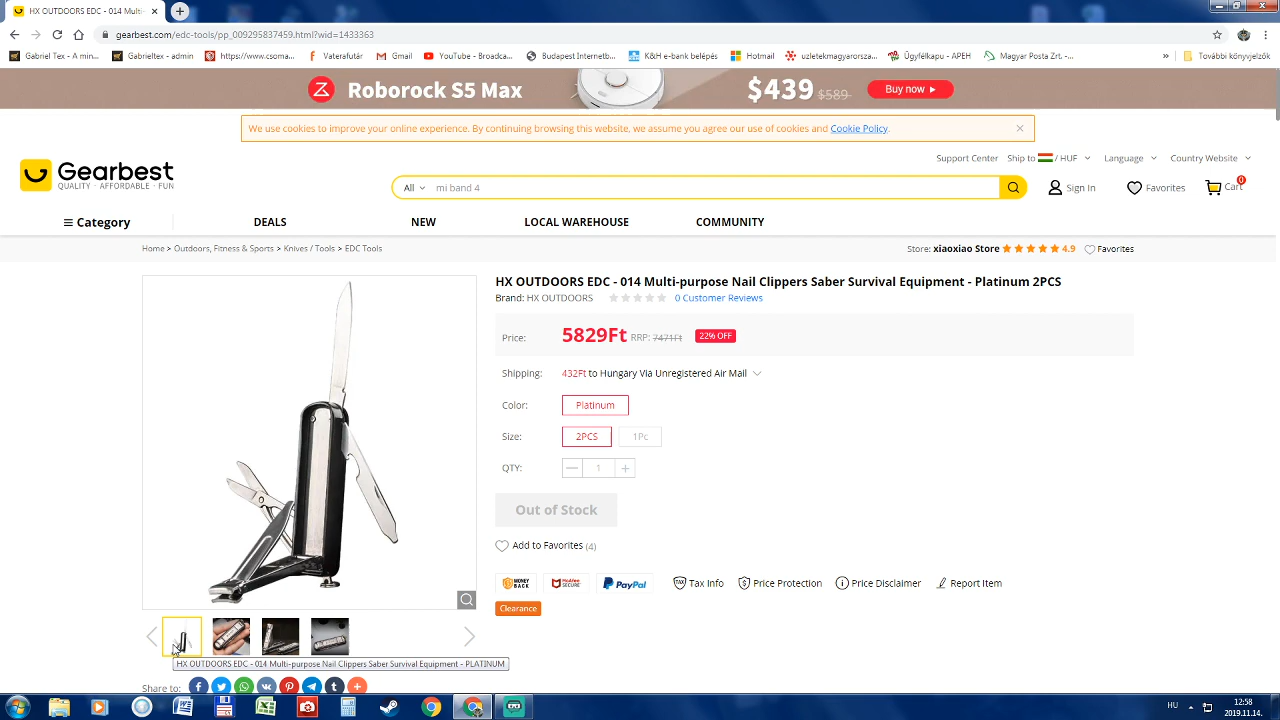 HX OUTDOORS EDC - 014 Multi-
gearbest.com/edc-tools/pp_009295837459.html?wid=1433363
Gabriel Tex - A min... Gabrieltex - admin https://www.csoma... Vaterafutár Gmail YouTube - Broadca... Budapest Internetb... K&H e-bank belépés Hotmail uzletekmagyarorsza... Ügyfélkapu - APEH Magyar Posta Zrt. -... » További könyvjelzők
Roborock S5 Max $439 $589 Buy now
We use cookies to improve your online experience. By continuing browsing this website, we assume you agree our use of cookies and Cookie Policy.
Support Center Ship to / HUF Language Country Website
Gearbest
QUALITY · AFFORDABLE · FUN
All mi band 4
Sign In Favorites Cart 0
Category DEALS NEW LOCAL WAREHOUSE COMMUNITY
Home > Outdoors, Fitness & Sports > Knives / Tools > EDC Tools
Store: xiaoxiao Store 4.9 Favorites
HX OUTDOORS EDC - 014 Multi-purpose Nail Clippers Saber Survival Equipment - Platinum 2PCS
Brand: HX OUTDOORS 0 Customer Reviews
Price: 5829Ft RRP: 7471Ft 22% OFF
Shipping: 432Ft to Hungary Via Unregistered Air Mail
Color: Platinum
Size: 2PCS 1Pc
QTY: 1
Out of Stock
Add to Favorites (4)
MONEY BACK McAfee SECURE PayPal TAX Tax Info Price Protection Price Disclaimer Report Item
Clearance
HX OUTDOORS EDC - 014 Multi-purpose Nail Clippers Saber Survival Equipment - PLATINUM
Share to:
HU 12:58
2019.11.14.